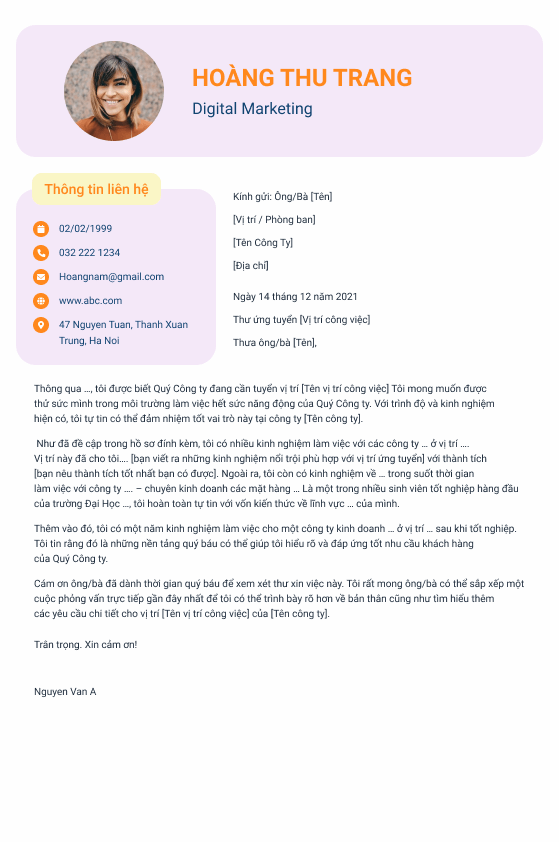 HOÀNG THU TRANG
Digital Marketing
Thông tin liên hệ
02/02/1999
032 222 1234
Hoangnam@gmail.com
www.abc.com
47 Nguyen Tuan, Thanh Xuan
Trung, Ha Noi
Kính gửi: Ông/Bà [Tên]
[Vị trí / Phòng ban]
[Tên Công Ty]
[Địa chỉ]
Ngày 14 tháng 12 năm 2021
Thư ứng tuyển [Vị trí công việc]
Thưa ông/bà [Tên],
Thông qua …, tôi được biết Quý Công ty đang cần tuyển vị trí [Tên vị trí công việc] Tôi mong muốn được
thử sức mình trong môi trường làm việc hết sức năng động của Quý Công ty. Với trình độ và kinh nghiệm
hiện có, tôi tự tin có thể đảm nhiệm tốt vai trò này tại công ty [Tên công ty].
Như đã đề cập trong hồ sơ đính kèm, tôi có nhiều kinh nghiệm làm việc với các công ty … ở vị trí ….
Vị trí này đã cho tôi…. [bạn viết ra những kinh nghiệm nổi trội phù hợp với vị trí ứng tuyển] với thành tích
[bạn nêu thành tích tốt nhất bạn có được]. Ngoài ra, tôi còn có kinh nghiệm về … trong suốt thời gian
làm việc với công ty …. – chuyên kinh doanh các mặt hàng … Là một trong nhiều sinh viên tốt nghiệp hàng đầu
của trường Đại Học …, tôi hoàn toàn tự tin với vốn kiến thức về lĩnh vực … của mình.
Thêm vào đó, tôi có một năm kinh nghiệm làm việc cho một công ty kinh doanh … ở vị trí … sau khi tốt nghiệp.
Tôi tin rằng đó là những nền tảng quý báu có thể giúp tôi hiểu rõ và đáp ứng tốt nhu cầu khách hàng
của Quý Công ty.
Cám ơn ông/bà đã dành thời gian quý báu để xem xét thư xin việc này. Tôi rất mong ông/bà có thể sắp xếp một
cuộc phỏng vấn trực tiếp gần đây nhất để tôi có thể trình bày rõ hơn về bản thân cũng như tìm hiểu thêm
các yêu cầu chi tiết cho vị trí [Tên vị trí công việc] của [Tên công ty].
Trân trọng. Xin cảm ơn!
Nguyen Van A